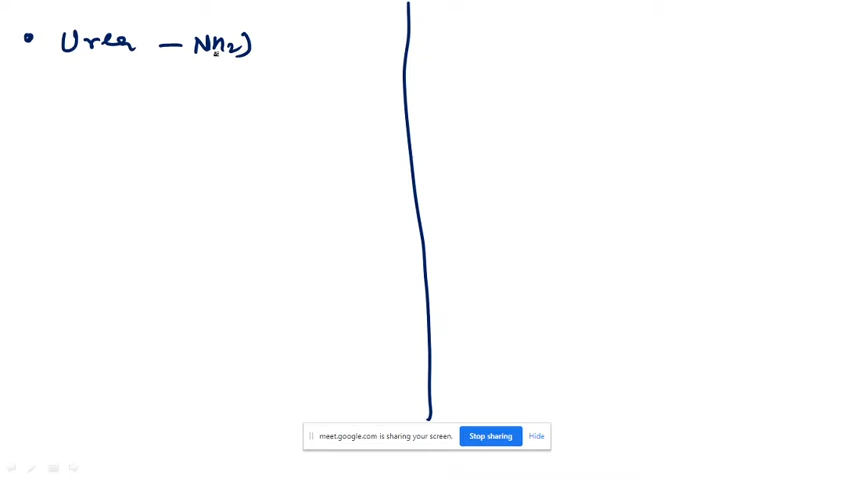 • Urea — NH2)
meet.google.com is sharing your screen. Stop sharing Hide